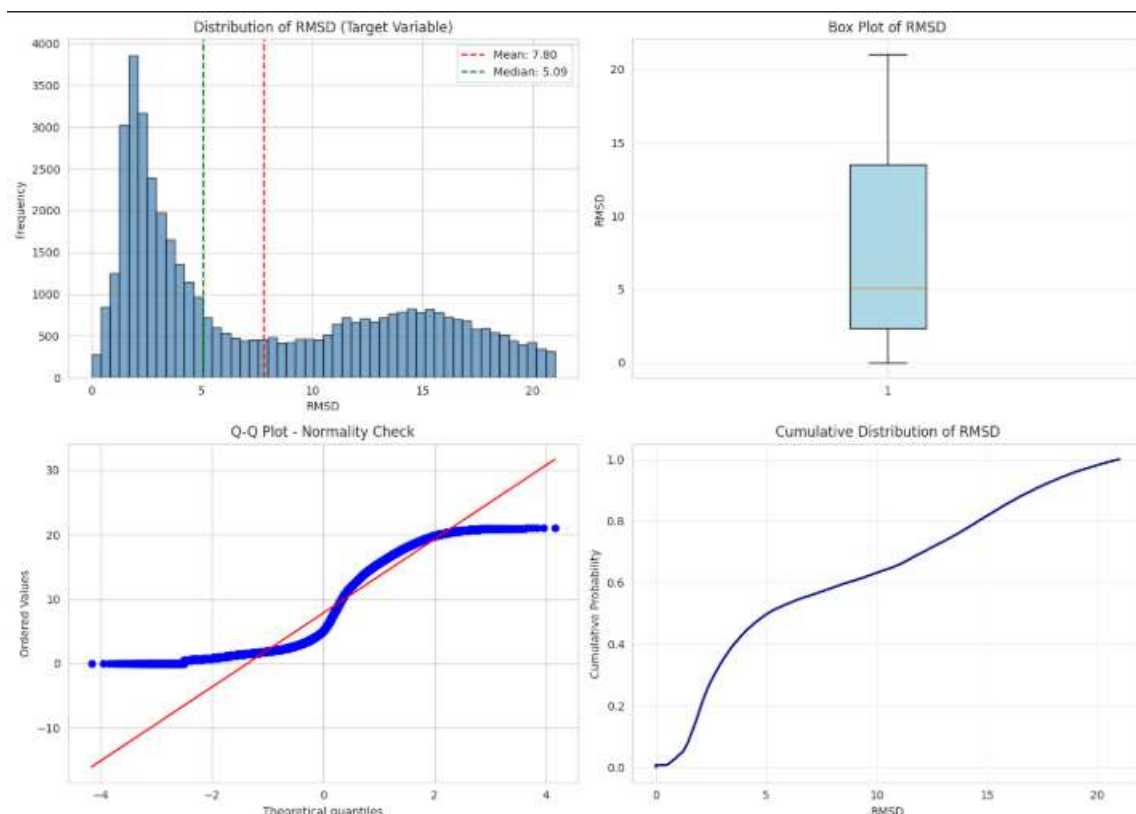 Distribution of RMSD (Target Variable)
Mean: 7.80
Median: 5.09
4000
3500
3000
2500
2000
1500
1000
500
0
Frequency
0 5 10 15 20
RMSD
Box Plot of RMSD
20
15
10
5
0
RMSD
1
Q-Q Plot - Normality Check
30
20
10
0
−10
Ordered Values
−4 −2 0 2 4
Theoretical quantiles
Cumulative Distribution of RMSD
1.0
0.8
0.6
0.4
0.2
0.0
Cumulative Probability
0 5 10 15 20
RMSD